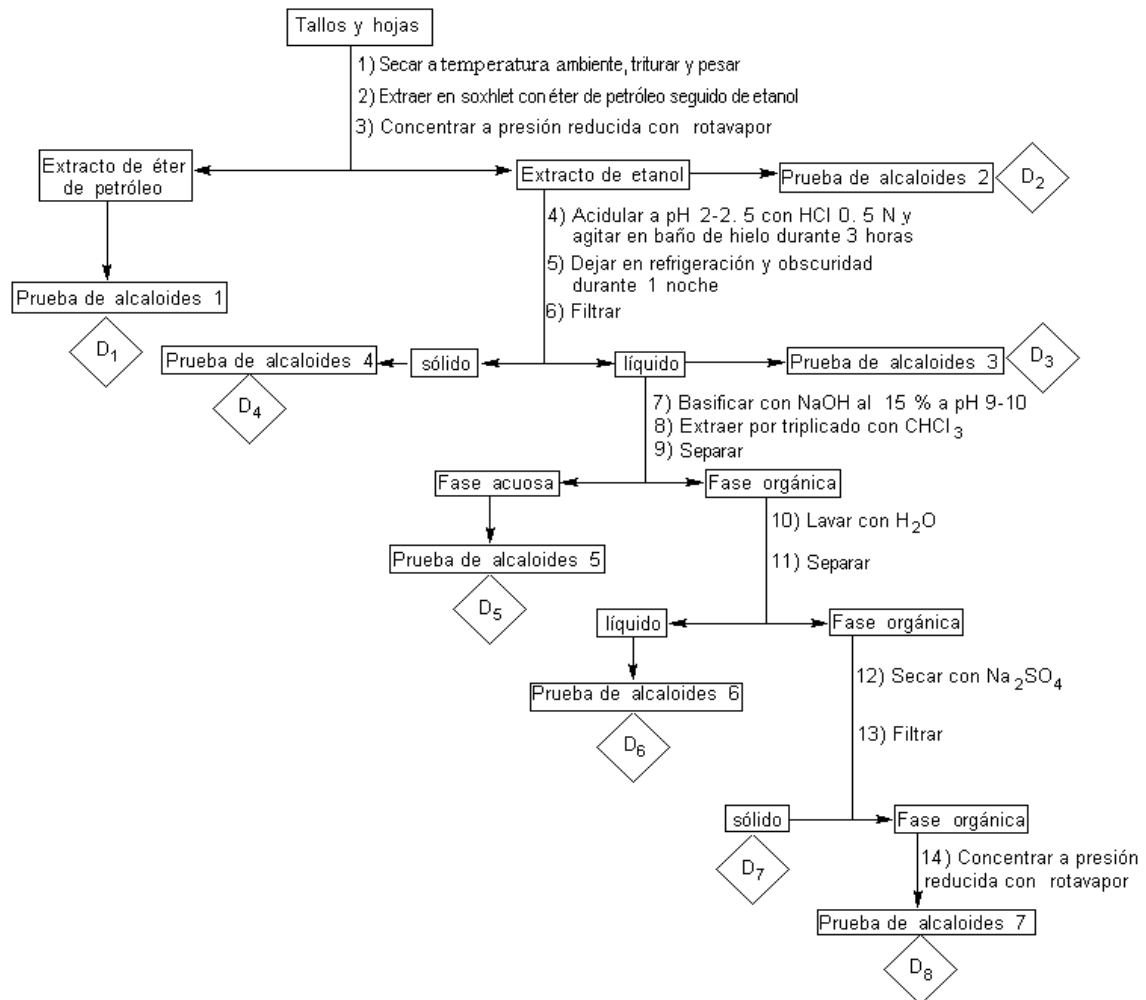 Tallos y hojas
1) Secar a temperatura ambiente, triturar y pesar
2) Extraer en soxhlet con éter de petróleo seguido de etanol
3) Concentrar a presión reducida con rotavapor
Extracto de éter
de petróleo
Extracto de etanol
Prueba de alcaloides 2
D2
4) Acidular a pH 2-2. 5 con HCl 0. 5 N y
agitar en baño de hielo durante 3 horas
5) Dejar en refrigeración y obscuridad
durante 1 noche
6) Filtrar
Prueba de alcaloides 1
D1
Prueba de alcaloides 4
D4
sólido
líquido
Prueba de alcaloides 3
D3
7) Basificar con NaOH al 15 % a pH 9-10
8) Extraer por triplicado con CHCl3
9) Separar
Fase acuosa
Fase orgánica
10) Lavar con H2O
11) Separar
Prueba de alcaloides 5
D5
líquido
Fase orgánica
12) Secar con Na2SO4
13) Filtrar
Prueba de alcaloides 6
D6
sólido
D7
Fase orgánica
14) Concentrar a presión
reducida con rotavapor
Prueba de alcaloides 7
D8